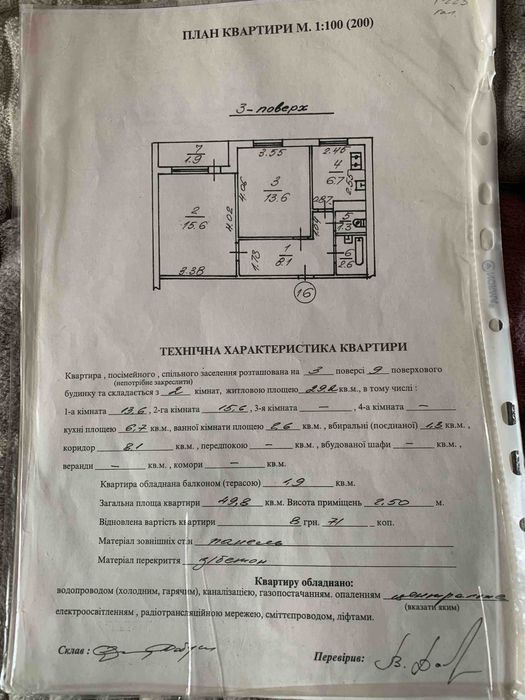 ПЛАН КВАРТИРИ М. 1:100 (200)
3-поверх
7
1.9
3.55
2.46
4
6.7
2.55
4.06
3
13.6
2
15.6
4.02
0.87
1.04
5
1.3
1
8.1
1.78
6
2.6
3.38
16
ТЕХНІЧНА ХАРАКТЕРИСТИКА КВАРТИРИ
Квартира , посімейного , спільного заселення розташована на 3 поверсі 9 поверхового
(непотрібне закреслити)
будинку та складається з 2 кімнат, житловою площею 29.2 кв.м., в тому числі :
1-а кімната 13,6 , 2-га кімната 15,6 , 3-я кімната – , 4-а кімната –
кухні площею 6,7 кв.м., ванної кімнати площею 2.6 кв.м. , вбиральні (поєднаної) 1.3 кв.м. ,
коридор 8.1 кв.м. , передпокою – кв.м. , вбудованої шафи – кв.м. ,
веранди – кв.м. , комори – кв.м.
Квартира обладнана балконом (терасою) 1.9 кв.м.
Загальна площа квартири 49,8 кв.м. Висота приміщень 2,50 м.
Відновлена вартість квартири 8 грн. 71 коп.
Матеріал зовнішніх стін панель
Матеріал перекриття з/бетон
Квартиру обладнано:
водопроводом (холодним, гарячим), каналізацією, газопостачанням. опаленням
(вказати яким)
електроосвітленням , радіотрансляційною мережею, сміттєпроводом, ліфтами.
Склав :
Перевірив: